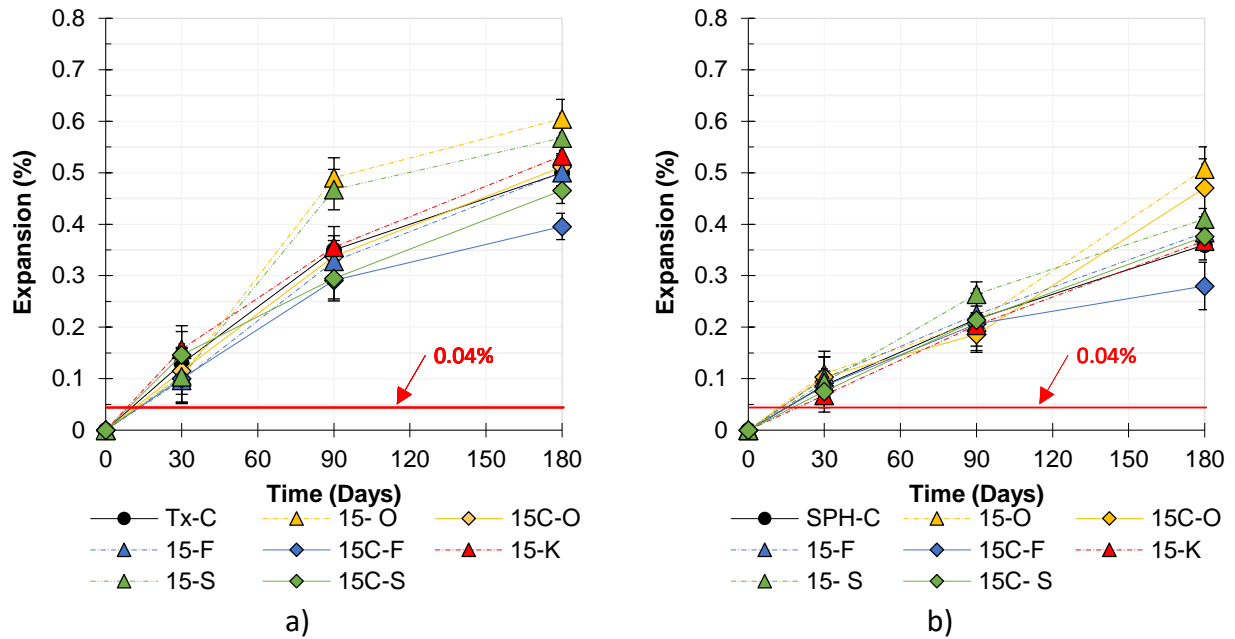 Expansion (%)
0.8
0.7
0.6
0.5
0.4
0.3
0.2
0.1
0
0.04%
0 30 60 90 120 150 180
Time (Days)
Tx-C 15- O 15C-O
15-F 15C-F 15-K
15-S 15C-S
a)
Expansion (%)
0.8
0.7
0.6
0.5
0.4
0.3
0.2
0.1
0
0.04%
0 30 60 90 120 150 180
Time (Days)
SPH-C 15-O 15C-O
15-F 15C-F 15-K
15- S 15C- S
b)